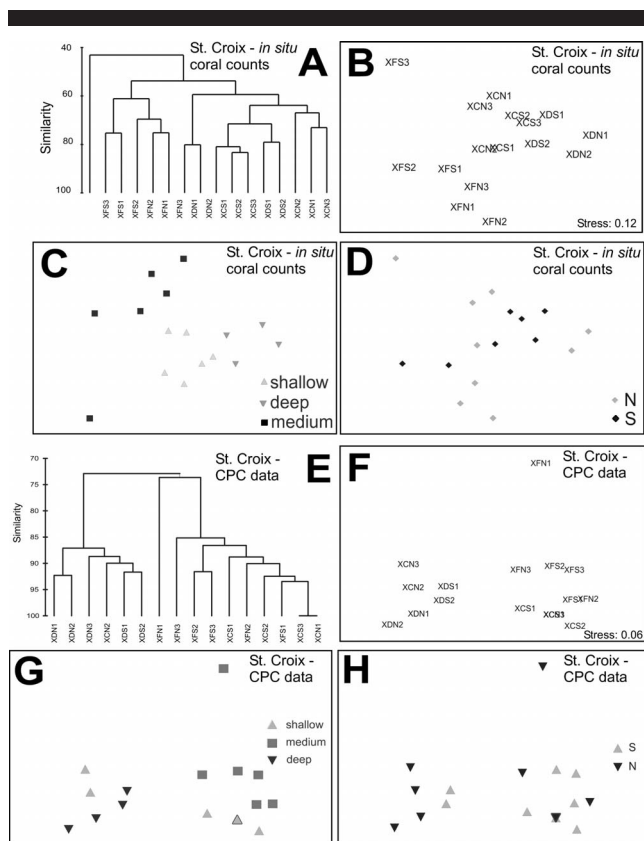 A
St. Croix - in situ
coral counts
Similarity
40
60
80
100
XFS3
XFS1
XFS2
XFN2
XFN1
XFN3
XDN1
XDN2
XCS1
XCS2
XCS3
XDS1
XDS2
XCN2
XCN1
XCN3
B
St. Croix - in situ
coral counts
XFS3
XCN1
XCN3
XCS2
XDS1
XCS3
XDN1
XCN2
XCS1
XDS2
XDN2
XFS2
XFS1
XFN3
XFN1
XFN2
Stress: 0.12
C
St. Croix - in situ
coral counts
shallow
deep
medium
D
St. Croix - in situ
coral counts
N
S
E
St. Croix -
CPC data
Similarity
70
75
80
85
90
95
100
XDN1
XDN2
XDN3
XCN2
XDS1
XDS2
XFN1
XFN3
XFS2
XFS3
XCS1
XFN2
XCS2
XFS1
XCS3
XCN1
F
St. Croix -
CPC data
XFN1
XCN3
XCN2
XDS1
XDS2
XDN1
XDN2
XFN3
XFS2
XFS3
XFN2
XCS1
XCS2
Stress: 0.06
G
St. Croix -
CPC data
shallow
medium
deep
H
St. Croix -
CPC data
S
N